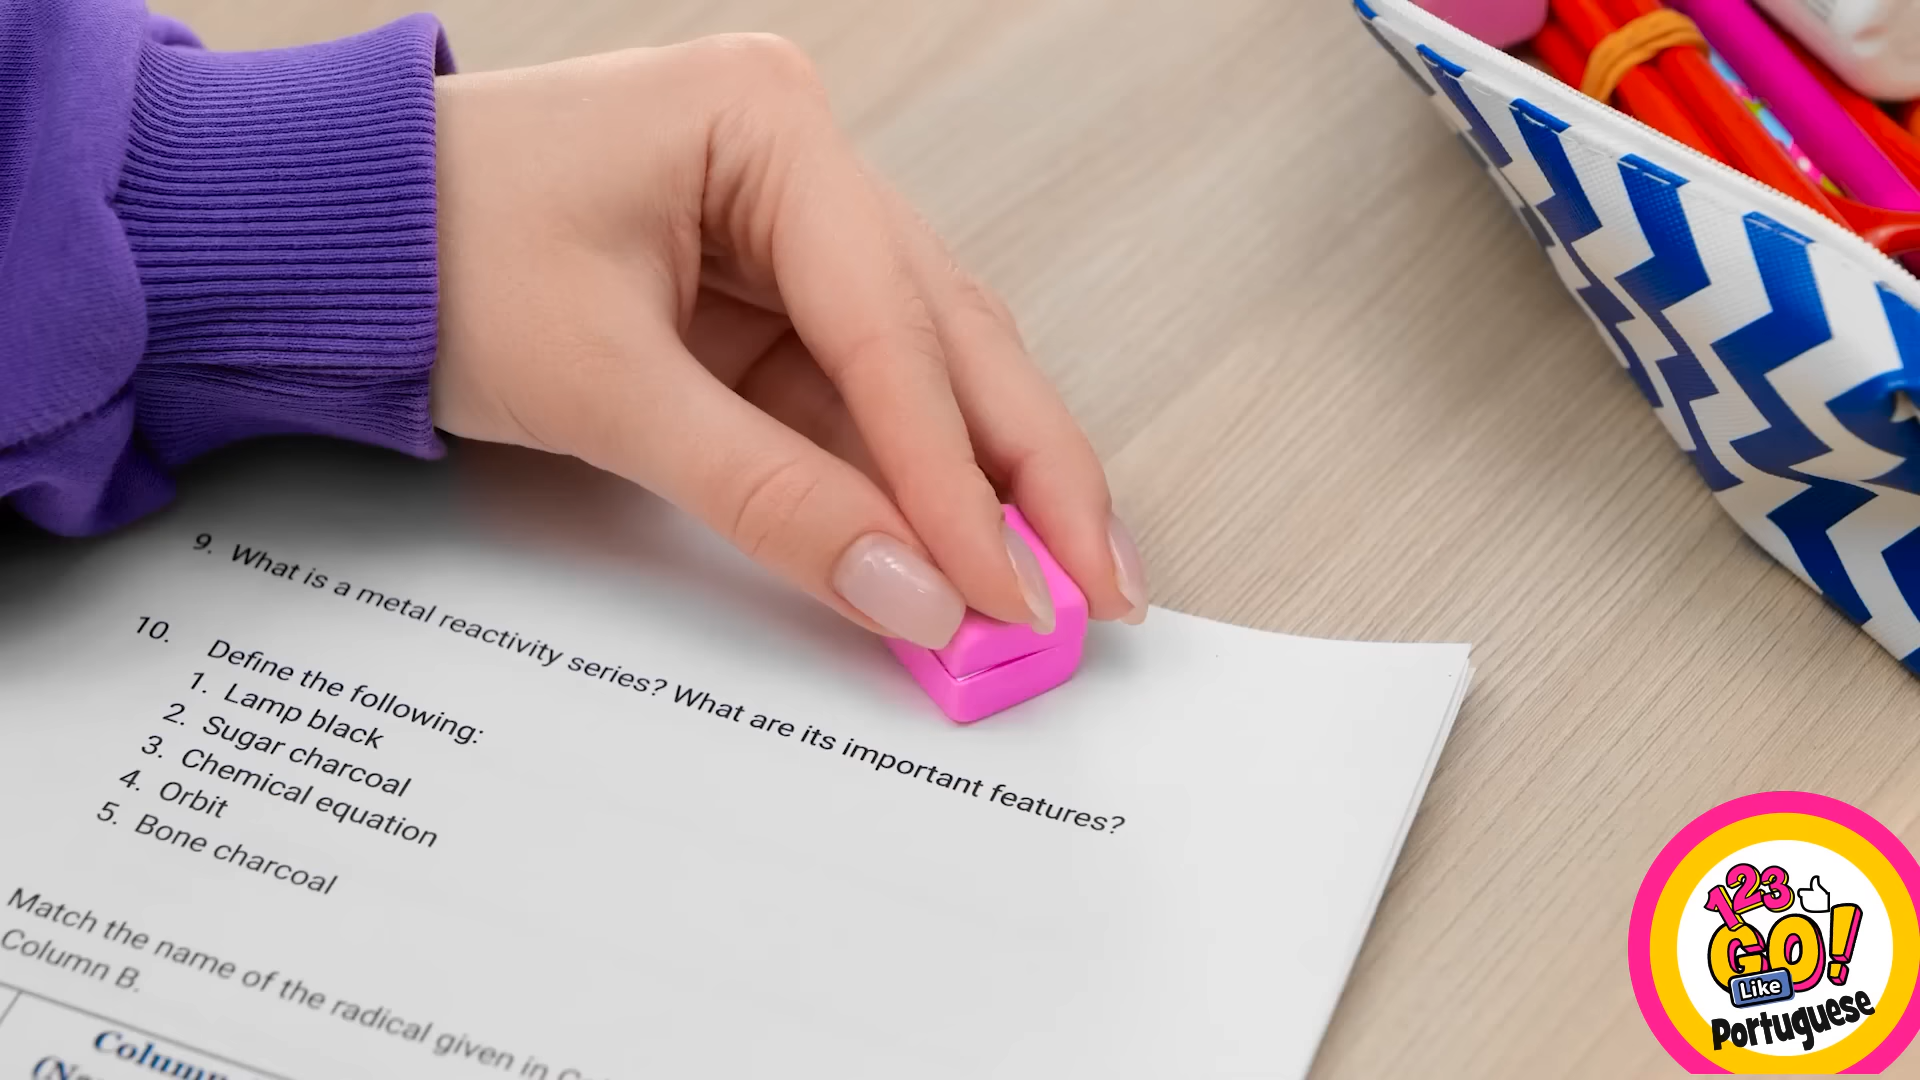 9. What is a metal reactivity series? What are its important features?
10. Define the following:
1. Lamp black
2. Sugar charcoal
3. Chemical equation
4. Orbit
5. Bone charcoal
Match the name of the radical given in
Column B.
123
GO!
Like
Portuguese